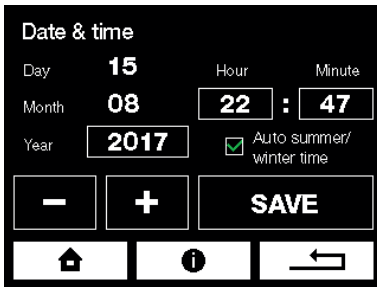 Date & time
Day 15 Hour Minute
Month 08 22 : 47
Year 2017 Auto summer/
winter time
− + SAVE
i